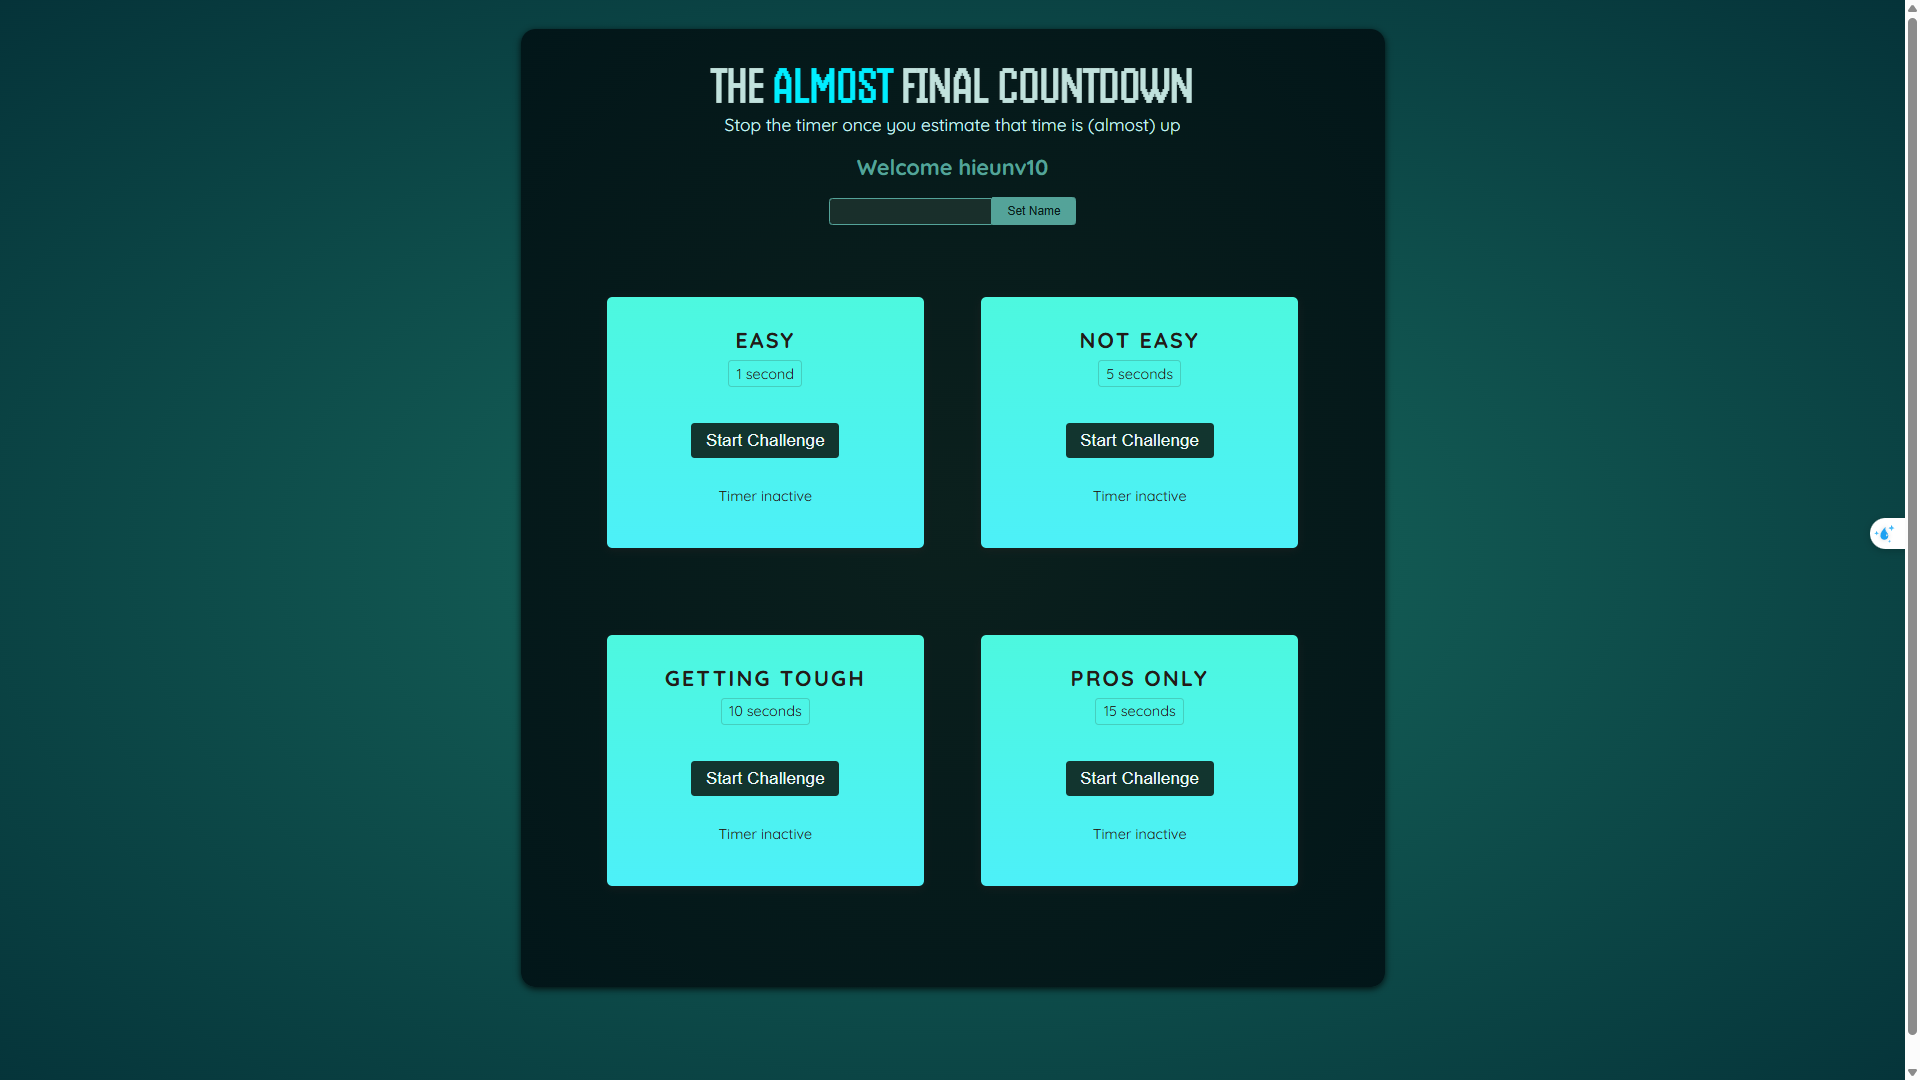 THE ALMOST FINAL COUNTDOWN
Stop the timer once you estimate that time is (almost) up
Welcome hieunv10
Set Name
EASY
1 second
Start Challenge
Timer inactive
NOT EASY
5 seconds
Start Challenge
Timer inactive
GETTING TOUGH
10 seconds
Start Challenge
Timer inactive
PROS ONLY
15 seconds
Start Challenge
Timer inactive